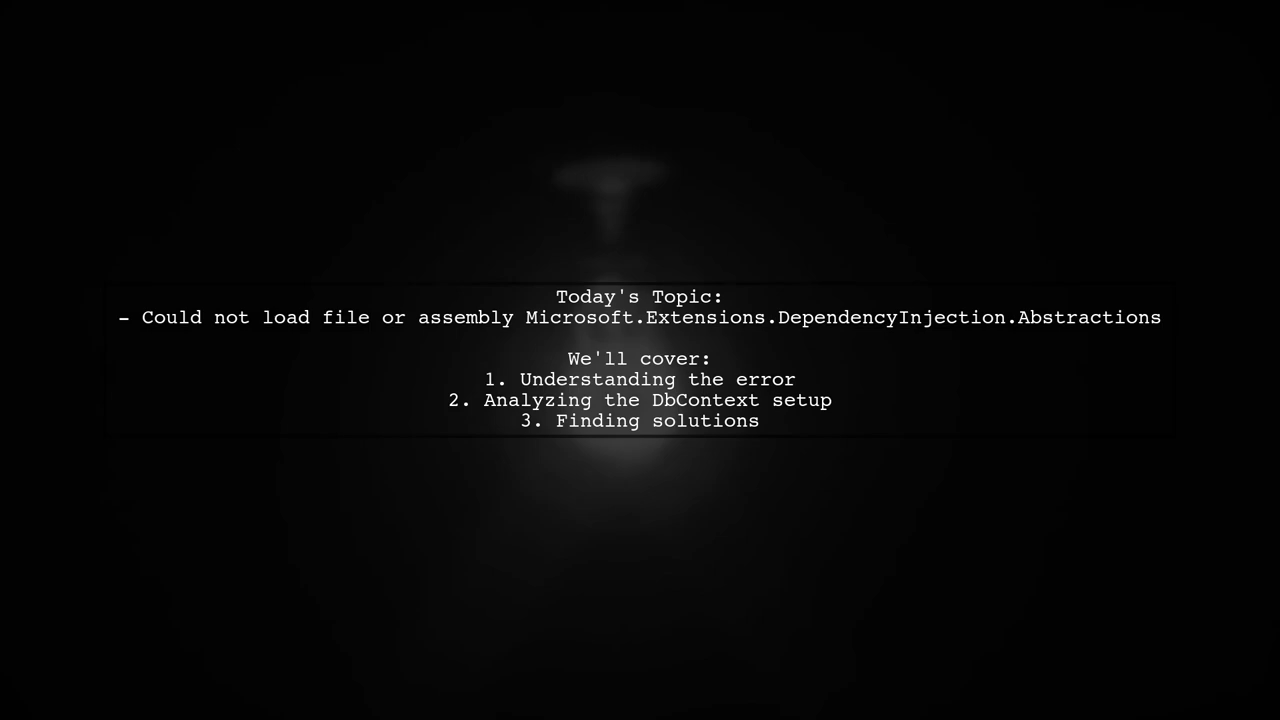 Today's Topic:
- Could not load file or assembly Microsoft.Extensions.DependencyInjection.Abstractions
We'll cover:
1. Understanding the error
2. Analyzing the DbContext setup
3. Finding solutions